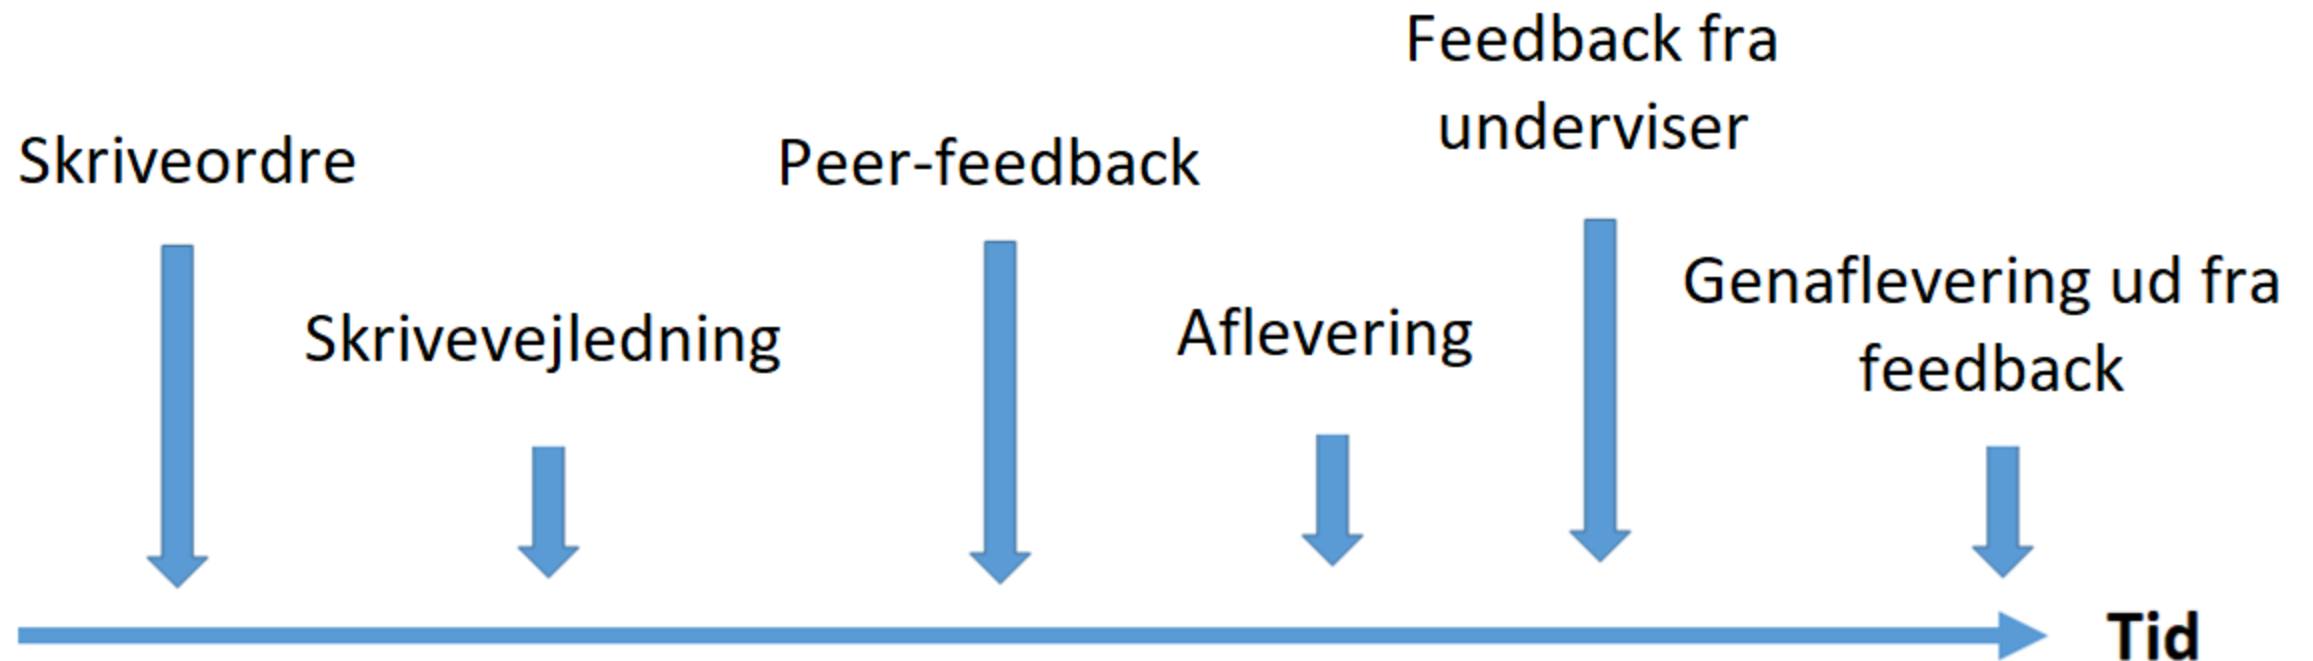 Skriveordre
Skrivevejledning
Peer-feedback
Aflevering
Feedback fra
underviser
Genaflevering ud fra
feedback
Tid